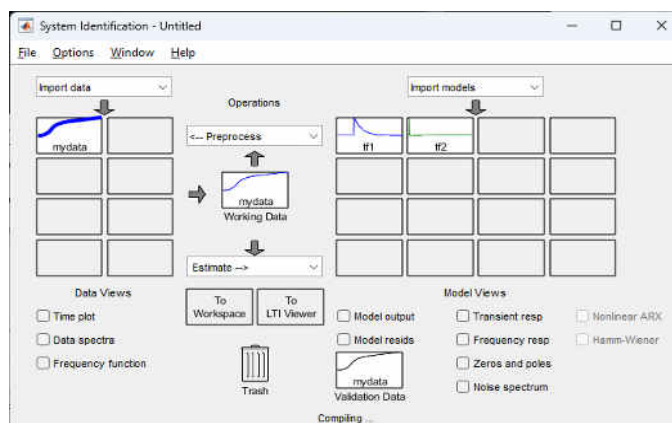 System Identification - Untitled
File Options Window Help
Import data
Import models
Operations
<-- Preprocess
mydata
tf1
tf2
mydata
Working Data
Estimate -->
Data Views
To
Workspace
To
LTI Viewer
Model Views
Time plot
Model output
Transient resp
Nonlinear ARX
Data spectra
Model resids
Frequency resp
Hamm-Wiener
Frequency function
Zeros and poles
mydata
Trash
Validation Data
Noise spectrum
Compiling ...